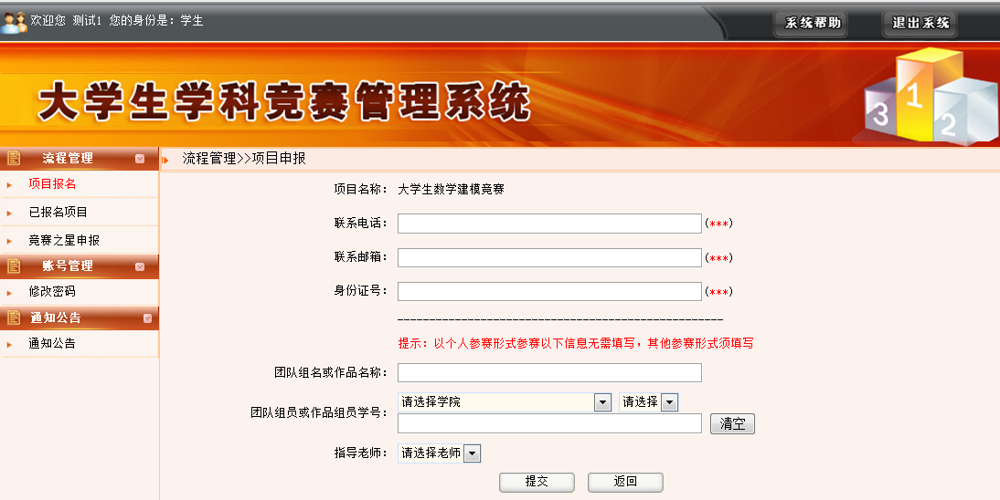 欢迎您 测试1 您的身份是：学生
系统帮助
退出系统
大学生学科竞赛管理系统
1
2
3
流程管理
项目报名
已报名项目
竞赛之星申报
账号管理
修改密码
通知公告
通知公告
流程管理>>项目申报
项目名称： 大学生数学建模竞赛
联系电话： (***)
联系邮箱： (***)
身份证号： (***)
---------------------------------------------------
提示：以个人参赛形式参赛以下信息无需填写，其他参赛形式须填写
团队组名或作品名称：
团队组员或作品组员学号： 请选择学院 请选择
清空
指导老师： 请选择老师
提交 返回